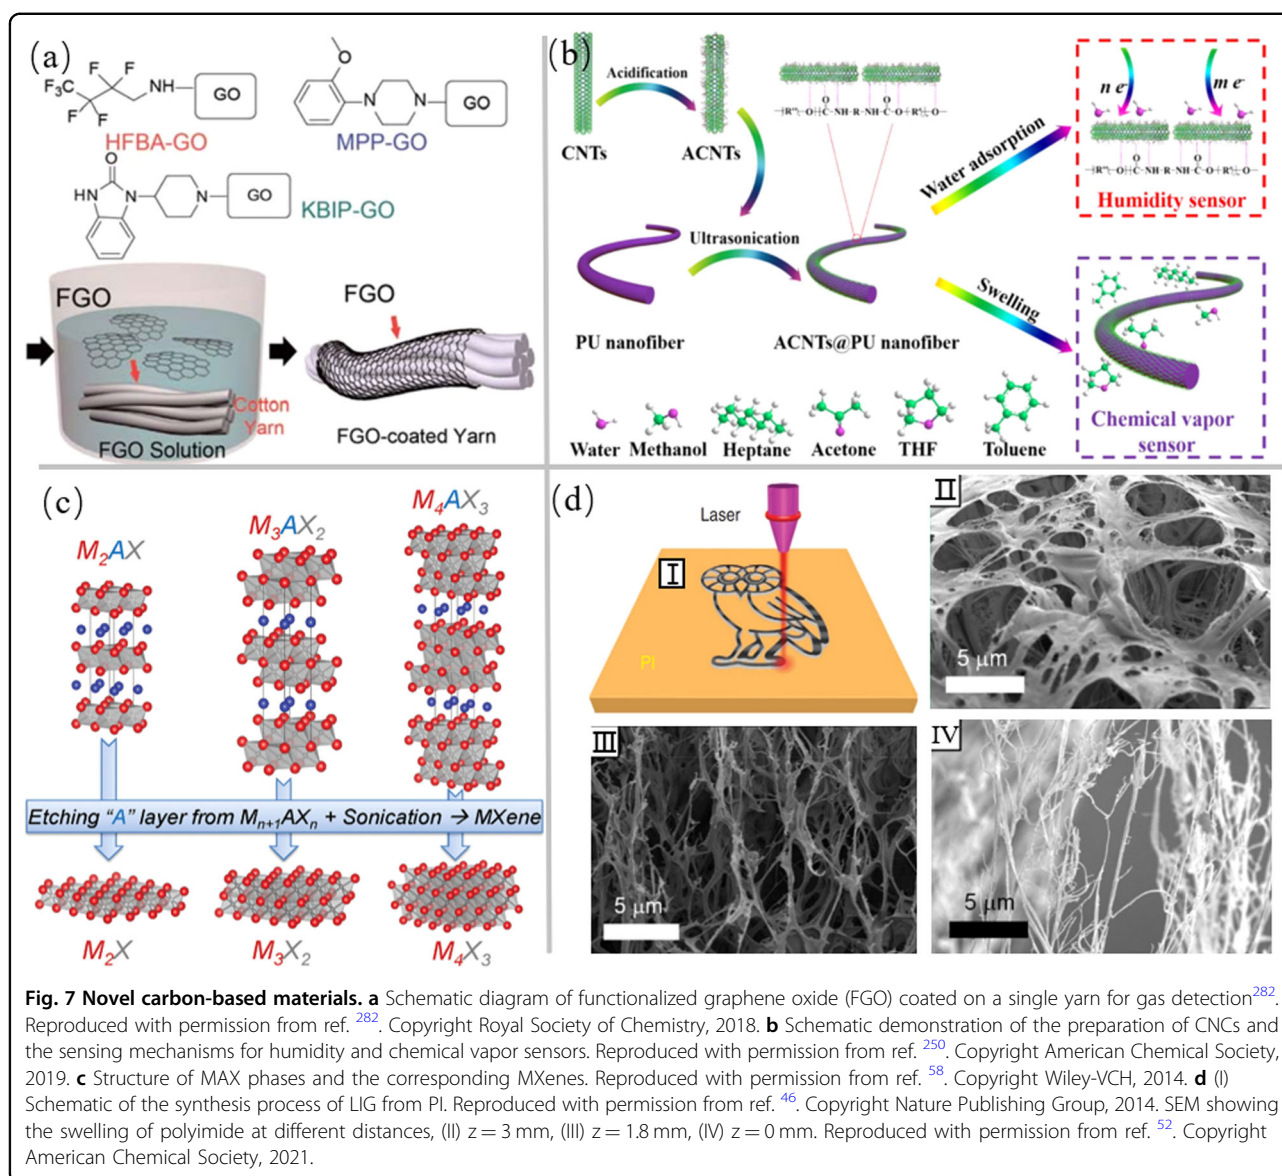 (a)
F F
F₃C
F F
NH
GO
HFBA-GO
O
N
N
GO
MPP-GO
O
HN
N
N
GO
KBIP-GO
FGO
Cotton
Yarn
FGO Solution
FGO
FGO-coated Yarn
(b)
CNTs
Acidification
ACNTs
PU nanofiber
Ultrasonication
ACNTs@PU nanofiber
Water adsorption
n e⁻
m e⁻
Humidity sensor
Swelling
Chemical vapor
sensor
Water
Methanol
Heptane
Acetone
THF
Toluene
(c)
M₂AX
M₃AX₂
M₄AX₃
Etching "A" layer from Mₙ₊₁AXₙ + Sonication → MXene
M₂X
M₃X₂
M₄X₃
(d)
I
Laser
PI
II
5 μm
III
5 μm
IV
5 μm
Fig. 7 Novel carbon-based materials. a Schematic diagram of functionalized graphene oxide (FGO) coated on a single yarn for gas detection²⁸².
Reproduced with permission from ref. ²⁸². Copyright Royal Society of Chemistry, 2018. b Schematic demonstration of the preparation of CNCs and
the sensing mechanisms for humidity and chemical vapor sensors. Reproduced with permission from ref. ²⁵⁰. Copyright American Chemical Society,
2019. c Structure of MAX phases and the corresponding MXenes. Reproduced with permission from ref. ⁵⁸. Copyright Wiley-VCH, 2014. d (I)
Schematic of the synthesis process of LIG from PI. Reproduced with permission from ref. ⁴⁶. Copyright Nature Publishing Group, 2014. SEM showing
the swelling of polyimide at different distances, (II) z = 3 mm, (III) z = 1.8 mm, (IV) z = 0 mm. Reproduced with permission from ref. ⁵². Copyright
American Chemical Society, 2021.